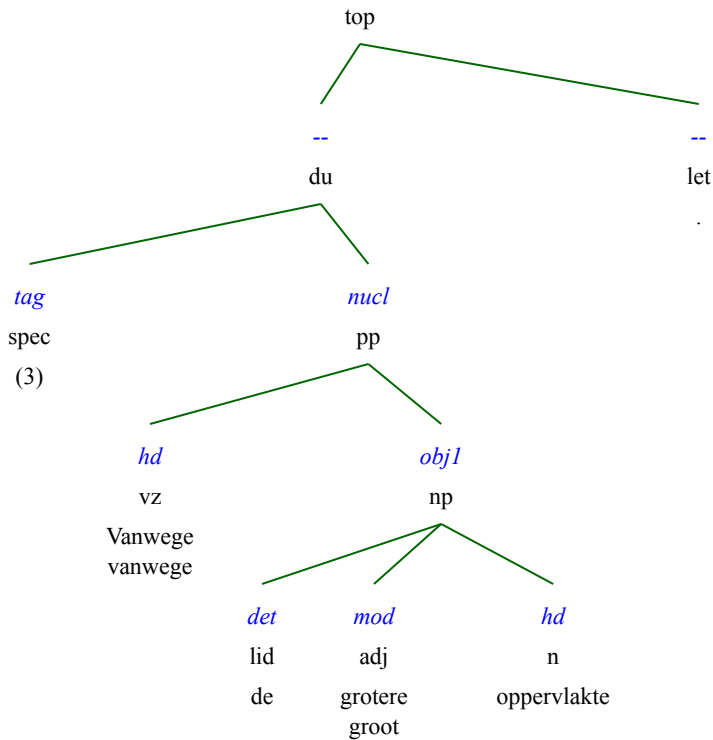 top
-- --
du let
.
tag nucl
spec pp
(3)
hd obj1
vz np
Vanwege
vanwege
det mod hd
lid adj n
de grotere oppervlakte
groot